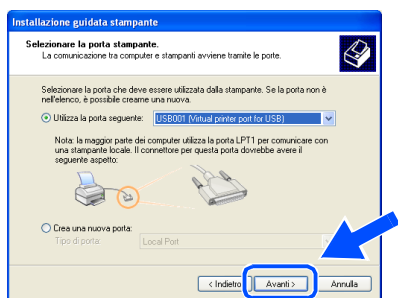 Installazione guidata stampante
Selezionare la porta stampante.
La comunicazione tra computer e stampanti avviene tramite le porte.
Selezionare la porta che deve essere utilizzata dalla stampante. Se la porta non è
nell'elenco, è possibile crearne una nuova.
Utilizza la porta seguente: USB001 (Virtual printer port for USB)
Nota: la maggior parte dei computer utilizza la porta LPT1 per comunicare con
una stampante locale. Il connettore per questa porta dovrebbe avere il
seguente aspetto:
Crea una nuova porta:
Tipo di porta: Local Port
< Indietro Avanti > Annulla